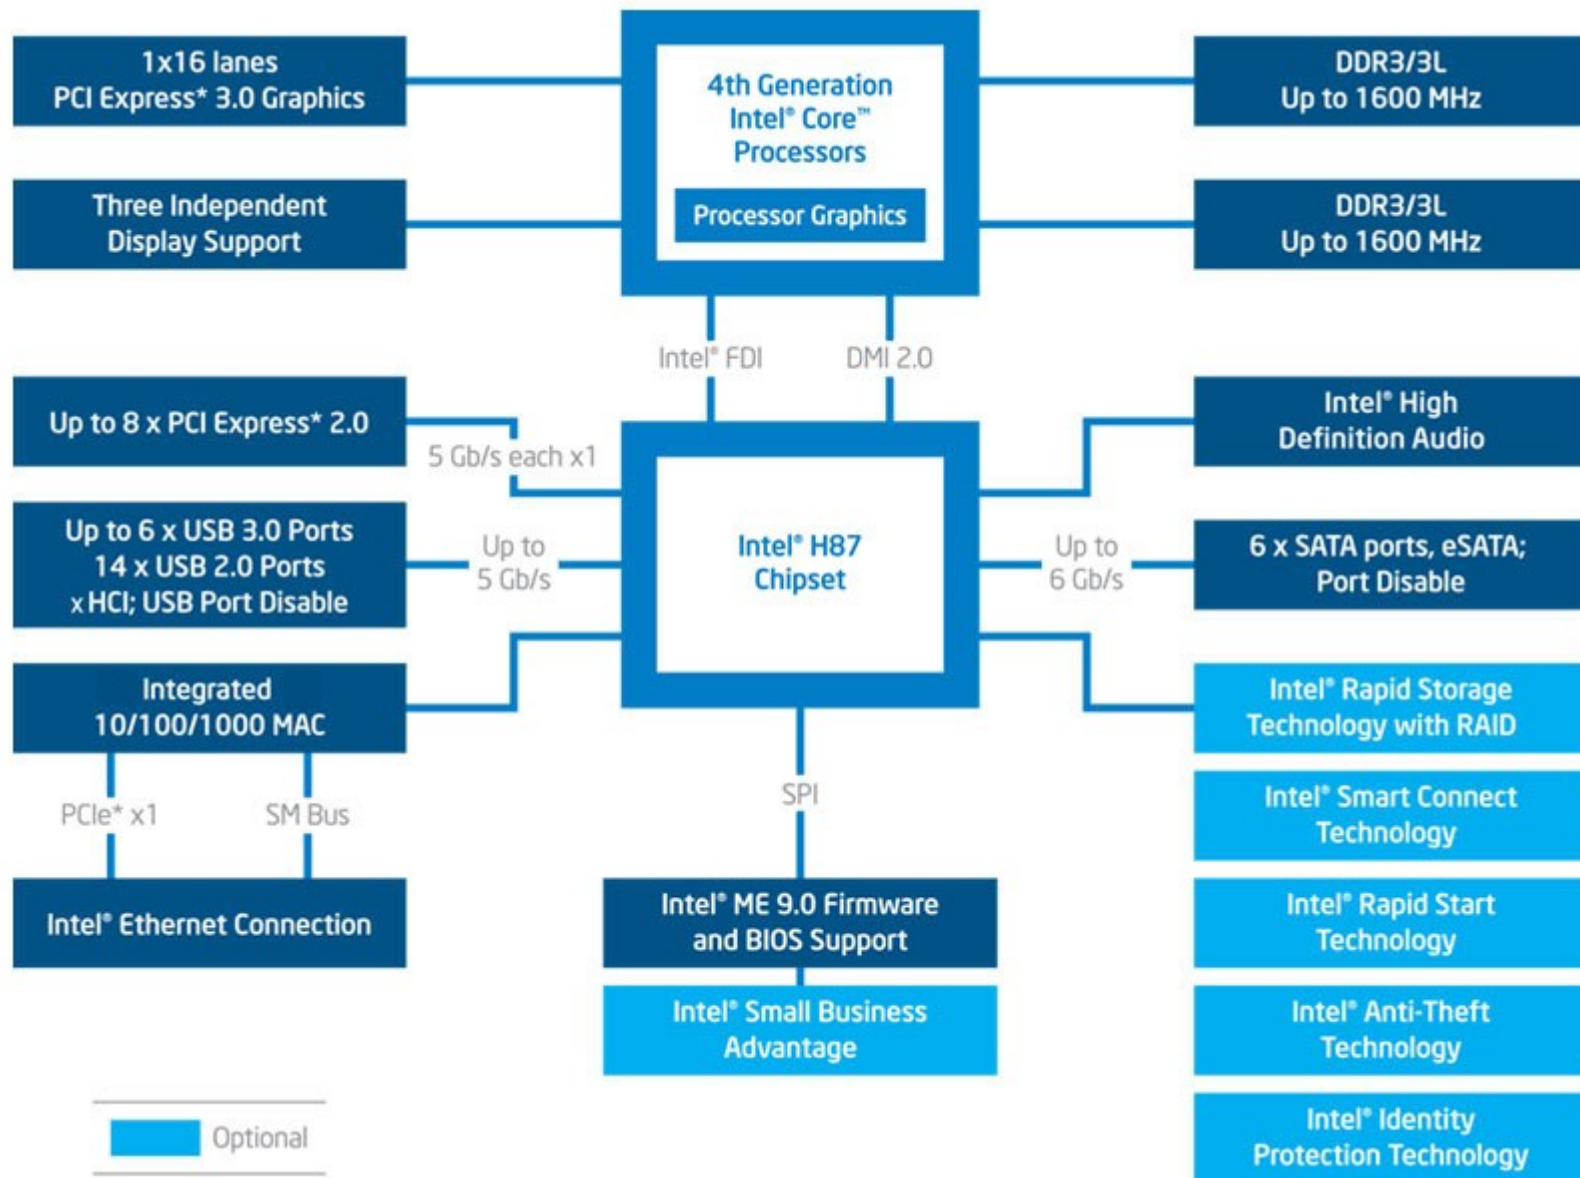 1x16 lanes
PCI Express* 3.0 Graphics
4th Generation
Intel® Core™
Processors
Processor Graphics
DDR3/3L
Up to 1600 MHz
Three Independent
Display Support
DDR3/3L
Up to 1600 MHz
Intel® FDI
DMI 2.0
Up to 8 x PCI Express* 2.0
5 Gb/s each x1
Intel® High
Definition Audio
Up to 6 x USB 3.0 Ports
14 x USB 2.0 Ports
xHCI; USB Port Disable
Up to
5 Gb/s
Intel® H87
Chipset
Up to
6 Gb/s
6 x SATA ports, eSATA;
Port Disable
Integrated
10/100/1000 MAC
Intel® Rapid Storage
Technology with RAID
PCIe* x1
SM Bus
SPI
Intel® Smart Connect
Technology
Intel® Ethernet Connection
Intel® ME 9.0 Firmware
and BIOS Support
Intel® Rapid Start
Technology
Intel® Small Business
Advantage
Intel® Anti-Theft
Technology
Optional
Intel® Identity
Protection Technology